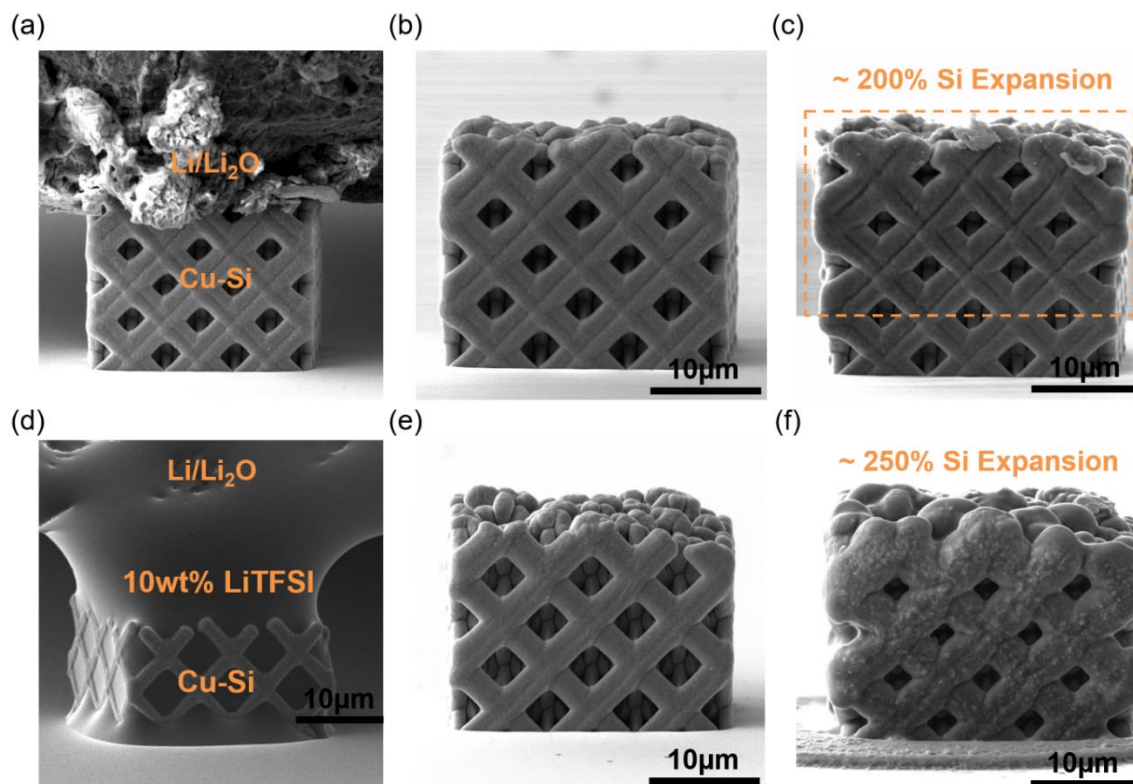 (a)
(b)
(c)
~ 200% Si Expansion
Li/Li₂O
Cu-Si
10μm
10μm
(d)
(e)
(f)
~ 250% Si Expansion
Li/Li₂O
10wt% LiTFSI
Cu-Si
10μm
10μm
10μm